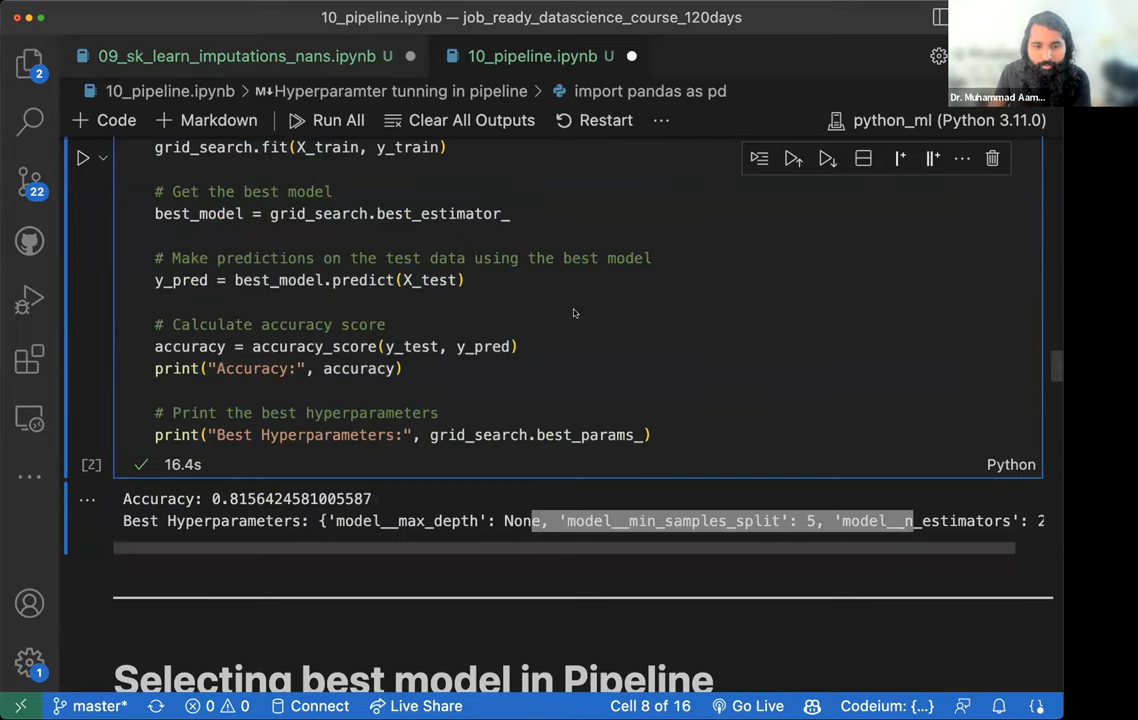 10_pipeline.ipynb — job_ready_datascience_course_120days
09_sk_learn_imputations_nans.ipynb U
10_pipeline.ipynb U
Dr. Muhammad Aam...
10_pipeline.ipynb > M↓Hyperparamter tunning in pipeline > import pandas as pd
+ Code + Markdown Run All Clear All Outputs Restart ... python_ml (Python 3.11.0)
grid_search.fit(X_train, y_train)
# Get the best model
best_model = grid_search.best_estimator_
# Make predictions on the test data using the best model
y_pred = best_model.predict(X_test)
# Calculate accuracy score
accuracy = accuracy_score(y_test, y_pred)
print("Accuracy:", accuracy)
# Print the best hyperparameters
print("Best Hyperparameters:", grid_search.best_params_)
[2] ✓ 16.4s Python
Accuracy: 0.8156424581005587
Best Hyperparameters: {'model__max_depth': None, 'model__min_samples_split': 5, 'model__n_estimators': 2
Selecting best model in Pipeline
2
22
1
master* 0 0 Connect Live Share Cell 8 of 16 Go Live Codeium: {...}